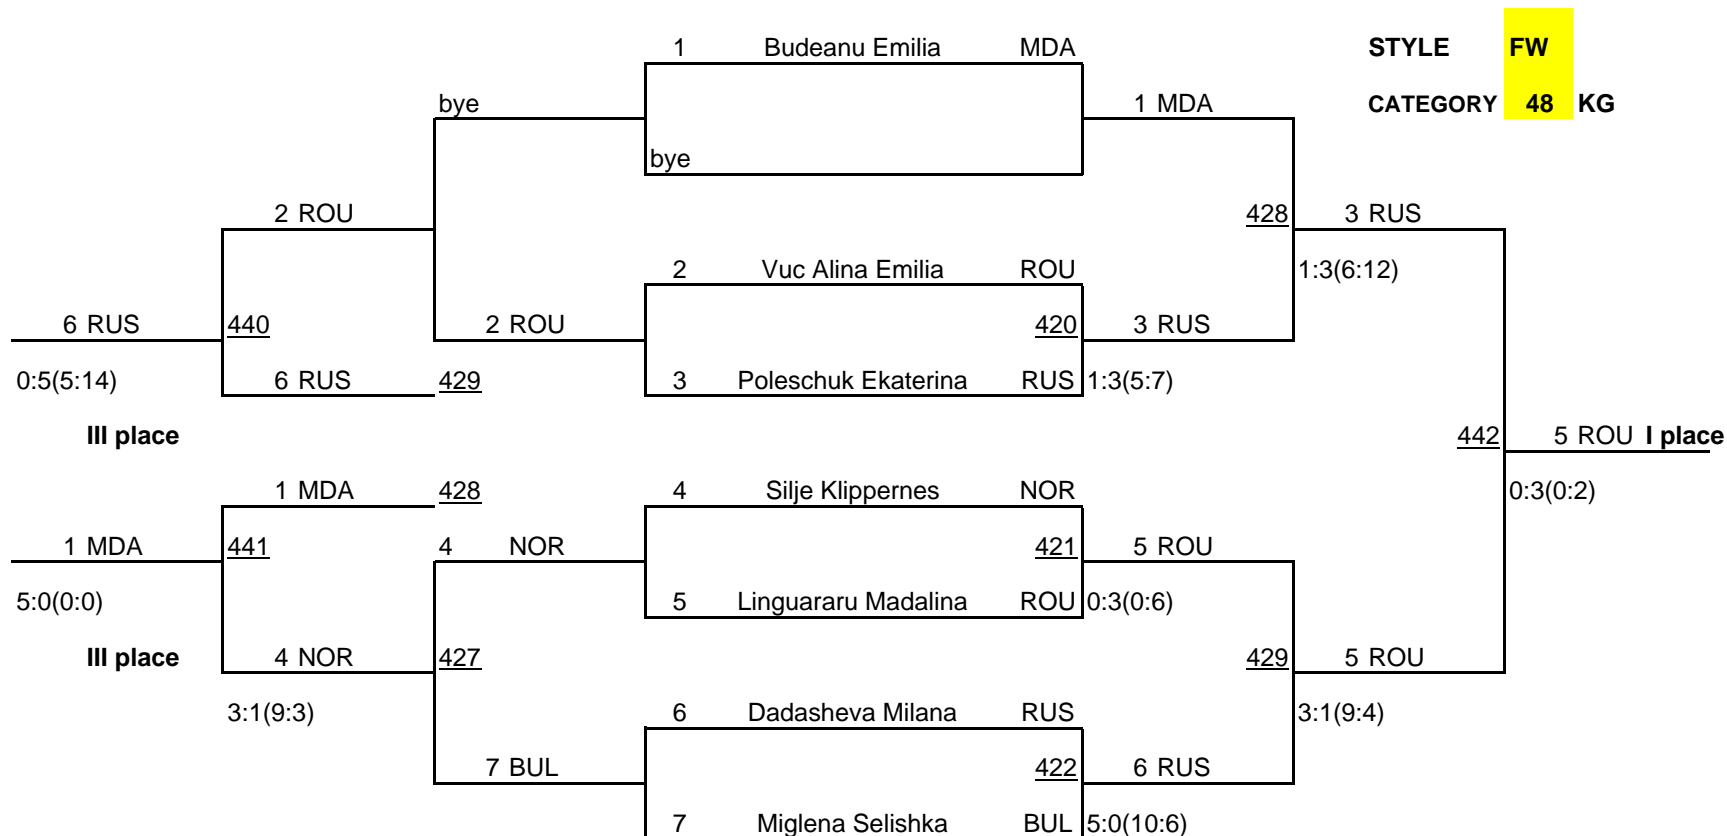 1 Budeanu Emilia MDA STYLE FW
bye 1 MDA CATEGORY 48 KG
bye
2 ROU 428 3 RUS
2 Vuc Alina Emilia ROU 1:3(6:12)
6 RUS 440 2 ROU 420 3 RUS
0:5(5:14) 6 RUS 429 3 Poleschuk Ekaterina RUS 1:3(5:7)
III place 442 5 ROU I place
1 MDA 428 4 Silje Klippernes NOR 0:3(0:2)
1 MDA 441 4 NOR 421 5 ROU
5:0(0:0) 5 Linguararu Madalina ROU 0:3(0:6)
III place 4 NOR 427 429 5 ROU
3:1(9:3) 6 Dadasheva Milana RUS 3:1(9:4)
7 BUL 422 6 RUS
7 Miglena Selishka BUL 5:0(10:6)